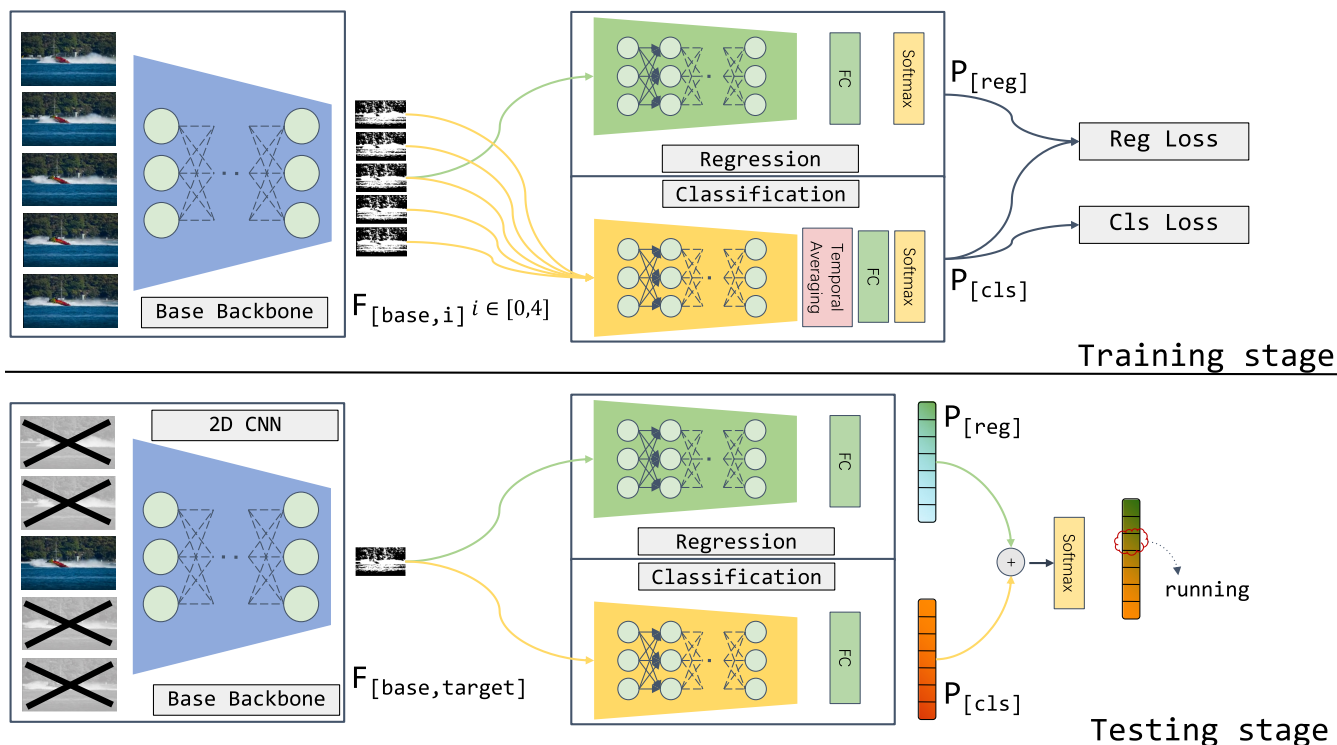 FC
Softmax
P[reg]
Regression
Reg Loss
Classification
Temporal
Averaging
FC
Softmax
Cls Loss
P[cls]
Base Backbone
F[base,i] i ∈ [0,4]
Training stage
2D CNN
FC
P[reg]
Regression
Classification
+
Softmax
running
FC
Base Backbone
F[base,target]
P[cls]
Testing stage